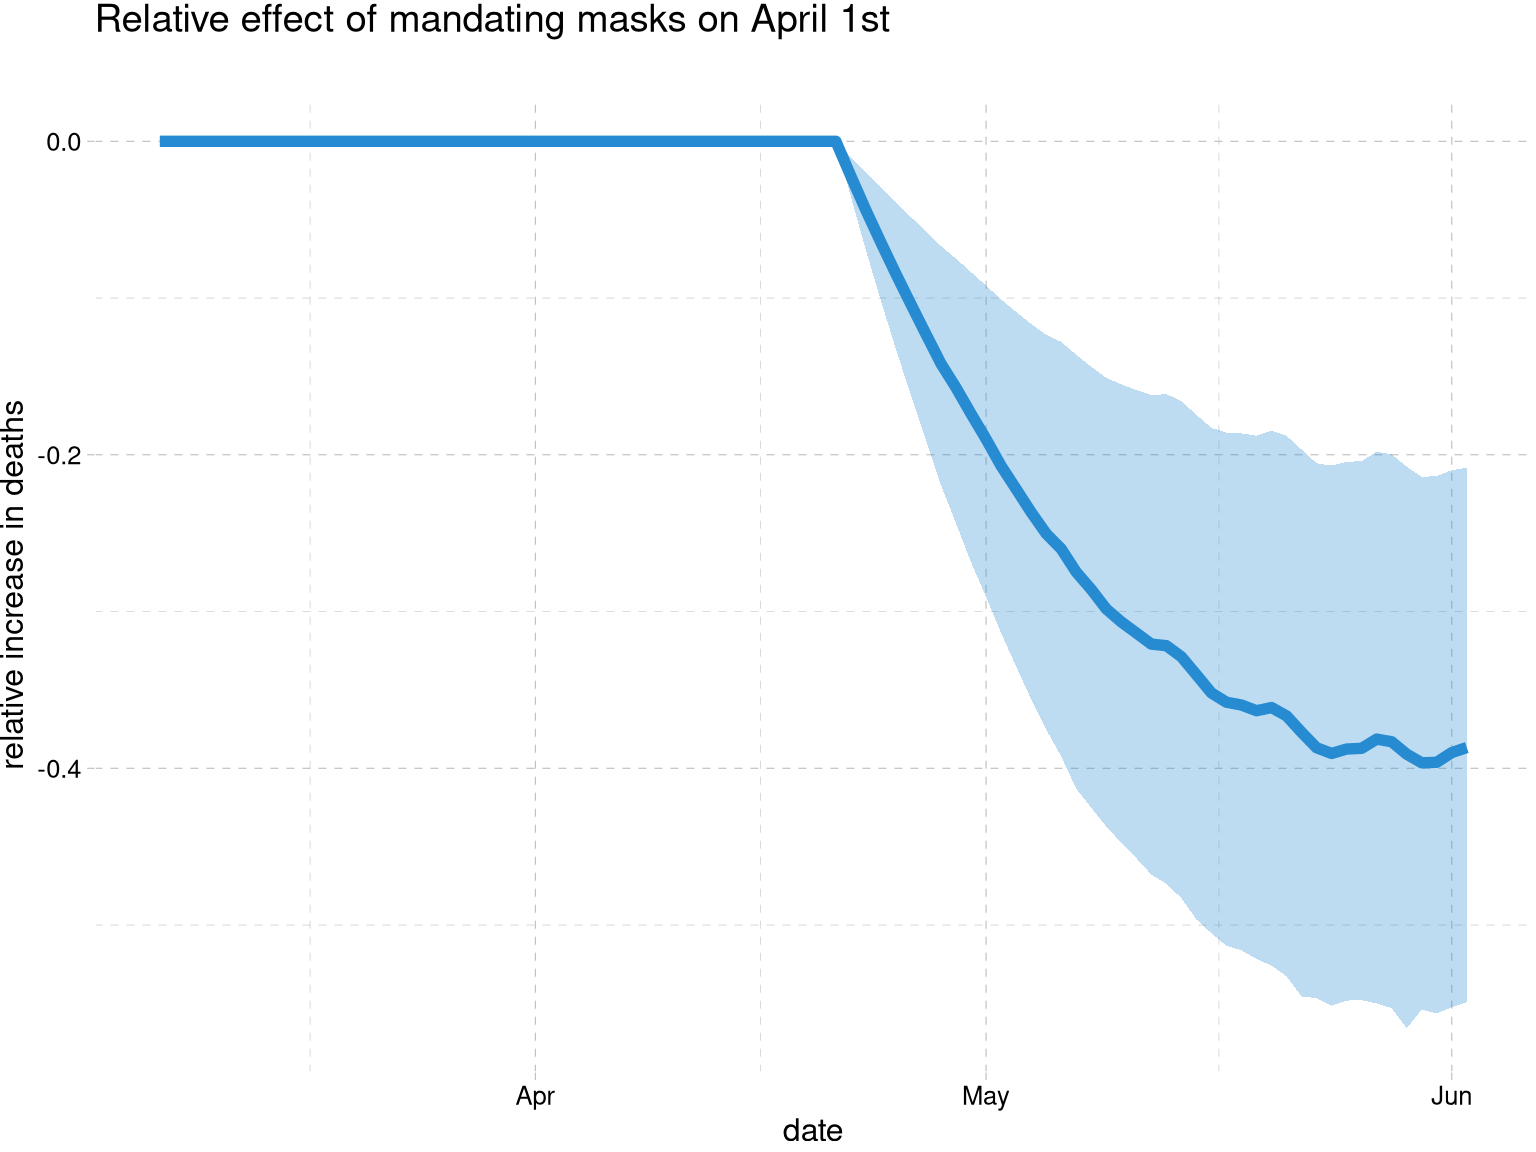 Relative effect of mandating masks on April 1st
0.0
-0.2
-0.4
relative increase in deaths
Apr
May
Jun
date